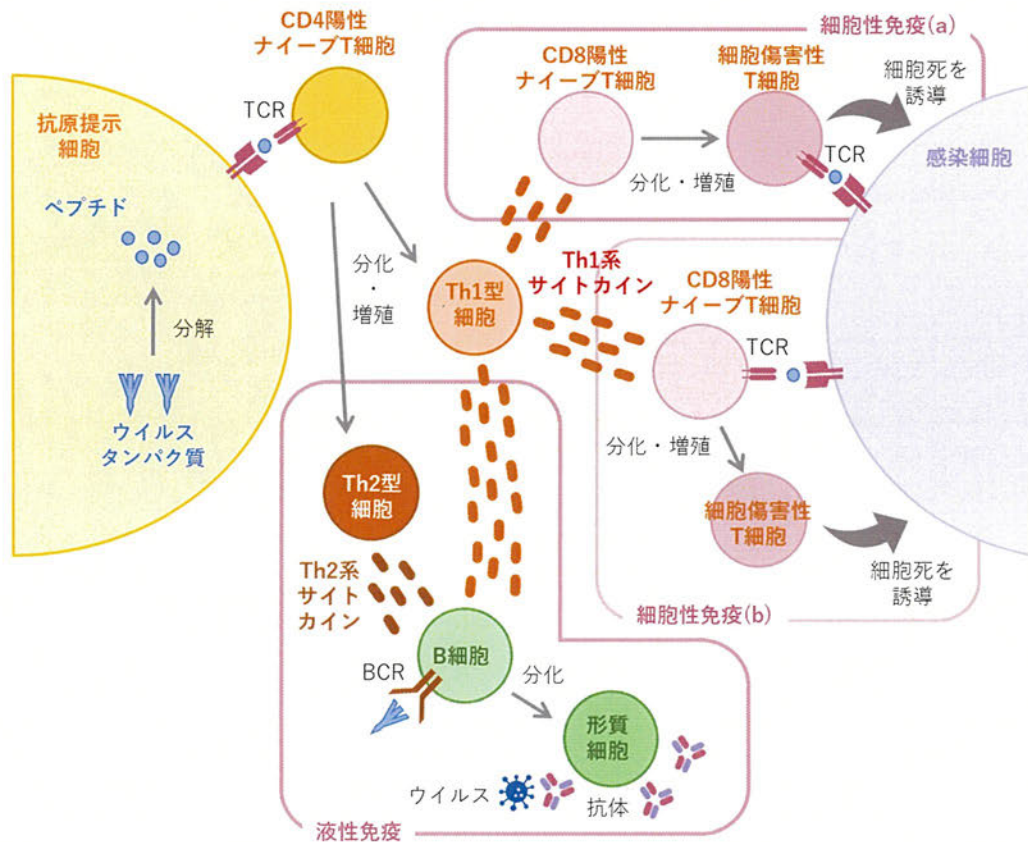 CD4陽性
ナイーブT細胞
TCR
抗原提示
細胞
ペプチド
分解
ウイルス
タンパク質
分化
・
増殖
細胞性免疫(a)
CD8陽性
ナイーブT細胞
細胞傷害性
T細胞
細胞死を
誘導
分化・増殖
TCR
感染細胞
Th1型
細胞
Th1系
サイトカイン
CD8陽性
ナイーブT細胞
TCR
分化・増殖
細胞傷害性
T細胞
細胞死を
誘導
細胞性免疫(b)
Th2型
細胞
Th2系
サイト
カイン
B細胞
BCR
分化
形質
細胞
ウイルス
抗体
液性免疫